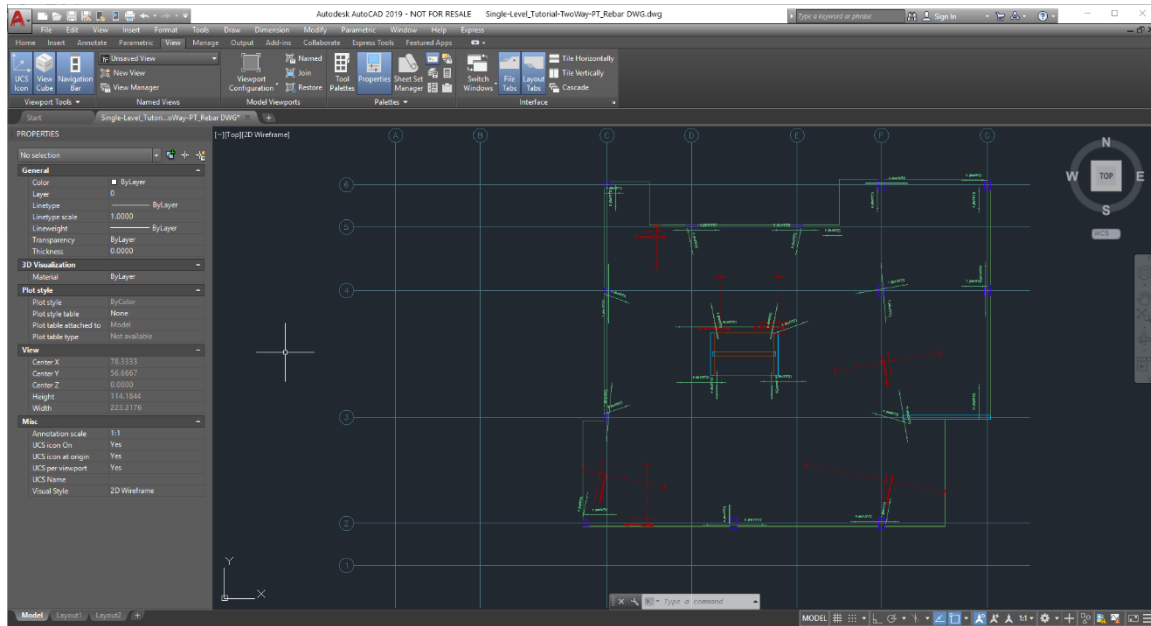 Autodesk AutoCAD 2019 - NOT FOR RESALE Single-Level_Tutorial-TwoWay-PT_Rebar DWG.dwg
Type a keyword or phrase
Sign In
File Edit View Insert Format Tools Draw Dimension Modify Parametric Window Help Express
Home Insert Annotate Parametric View Manage Output Add-ins Collaborate Express Tools Featured Apps
UCS Icon
View Cube
Navigation Bar
Viewport Tools
Unsaved View
New View
View Manager
Named Views
Viewport Configuration
Named
Join
Restore
Model Viewports
Tool Palettes
Properties
Sheet Set Manager
Palettes
Switch Windows
File Tabs
Layout Tabs
Tile Horizontally
Tile Vertically
Cascade
Interface
Start
Single-Level_Tutori...oWay-PT_Rebar DWG*
PROPERTIES
No selection
General
Color ByLayer
Layer 0
Linetype ByLayer
Linetype scale 1.0000
Lineweight ByLayer
Transparency ByLayer
Thickness 0.0000
3D Visualization
Material ByLayer
Plot style
Plot style ByColor
Plot style table None
Plot table attached to Model
Plot table type Not available
View
Center X 78.3333
Center Y 56.6667
Center Z 0.0000
Height 114.1844
Width 223.2176
Misc
Annotation scale 1:1
UCS icon On Yes
UCS icon at origin Yes
UCS per viewport Yes
UCS Name
Visual Style 2D Wireframe
[−][Top][2D Wireframe]
A B C D E F G
6
5
4
3
2
1
N
W TOP E
S
WCS
Y
X
Type a command
Model Layout1 Layout2 +
MODEL
1:1